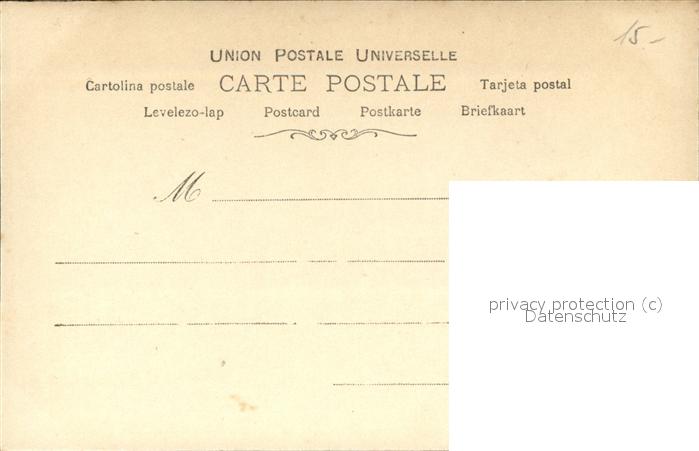 15.-
UNION POSTALE UNIVERSELLE
Cartolina postale CARTE POSTALE Tarjeta postal
Levelezo-lap Postcard Postkarte Briefkaart
M
privacy protection (c)
Datenschutz